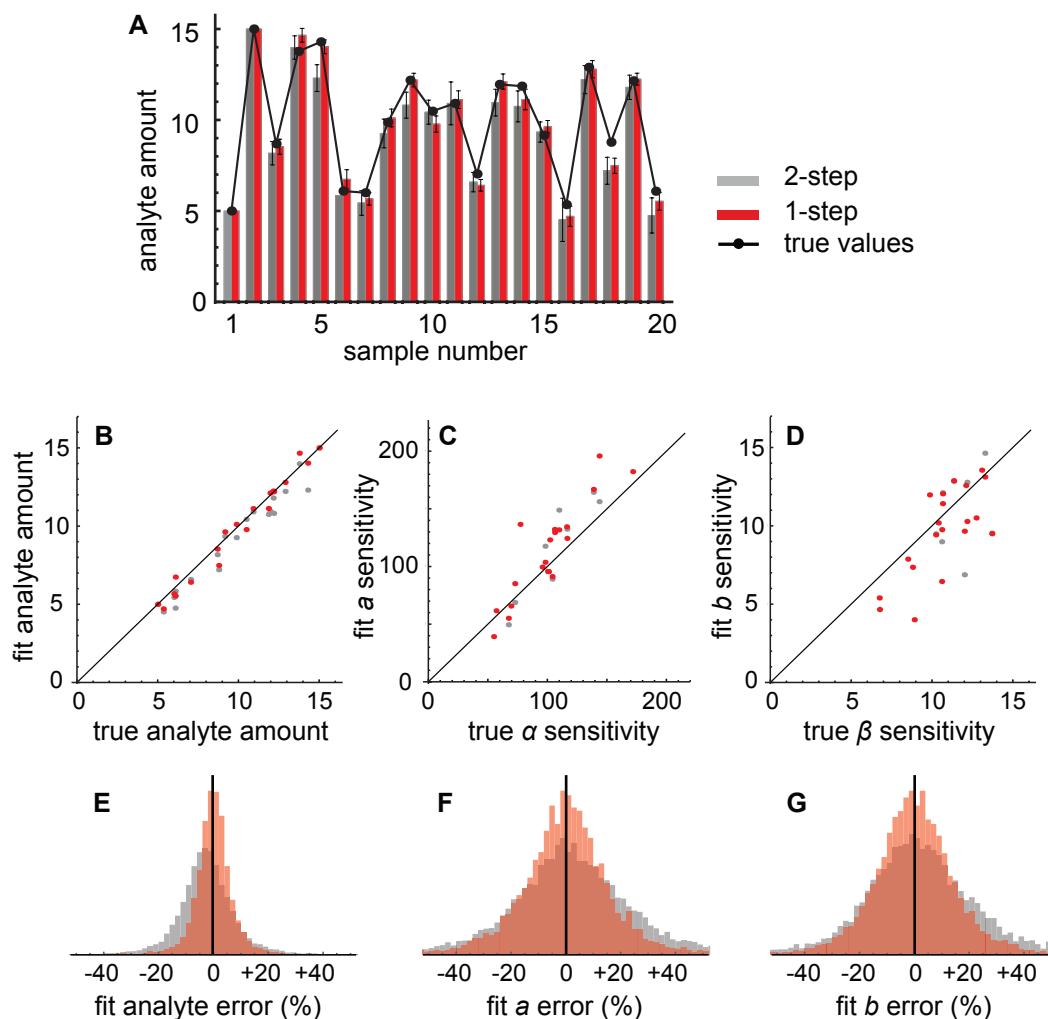 A
analyte amount
15
10
5
0
1
5
10
15
20
sample number
2-step
1-step
true values
B
fit analyte amount
15
10
5
0
0
5
10
15
true analyte amount
C
fit a sensitivity
200
100
0
0
100
200
true α sensitivity
D
fit b sensitivity
15
10
5
0
0
5
10
15
true β sensitivity
E
-40 -20 0 +20 +40
fit analyte error (%)
F
-40 -20 0 +20 +40
fit a error (%)
G
-40 -20 0 +20 +40
fit b error (%)